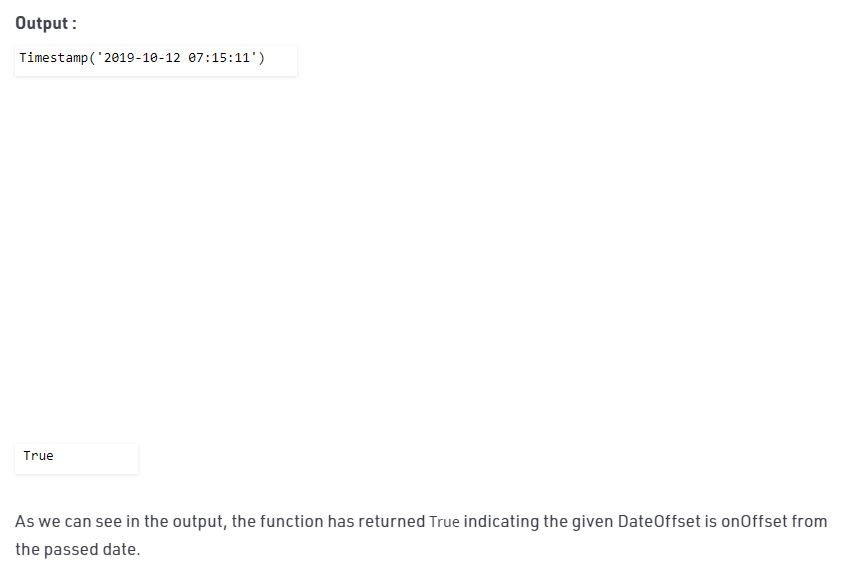 Output :
Timestamp('2019-10-12 07:15:11')
True
As we can see in the output, the function has returned True indicating the given DateOffset is onOffset from
the passed date.